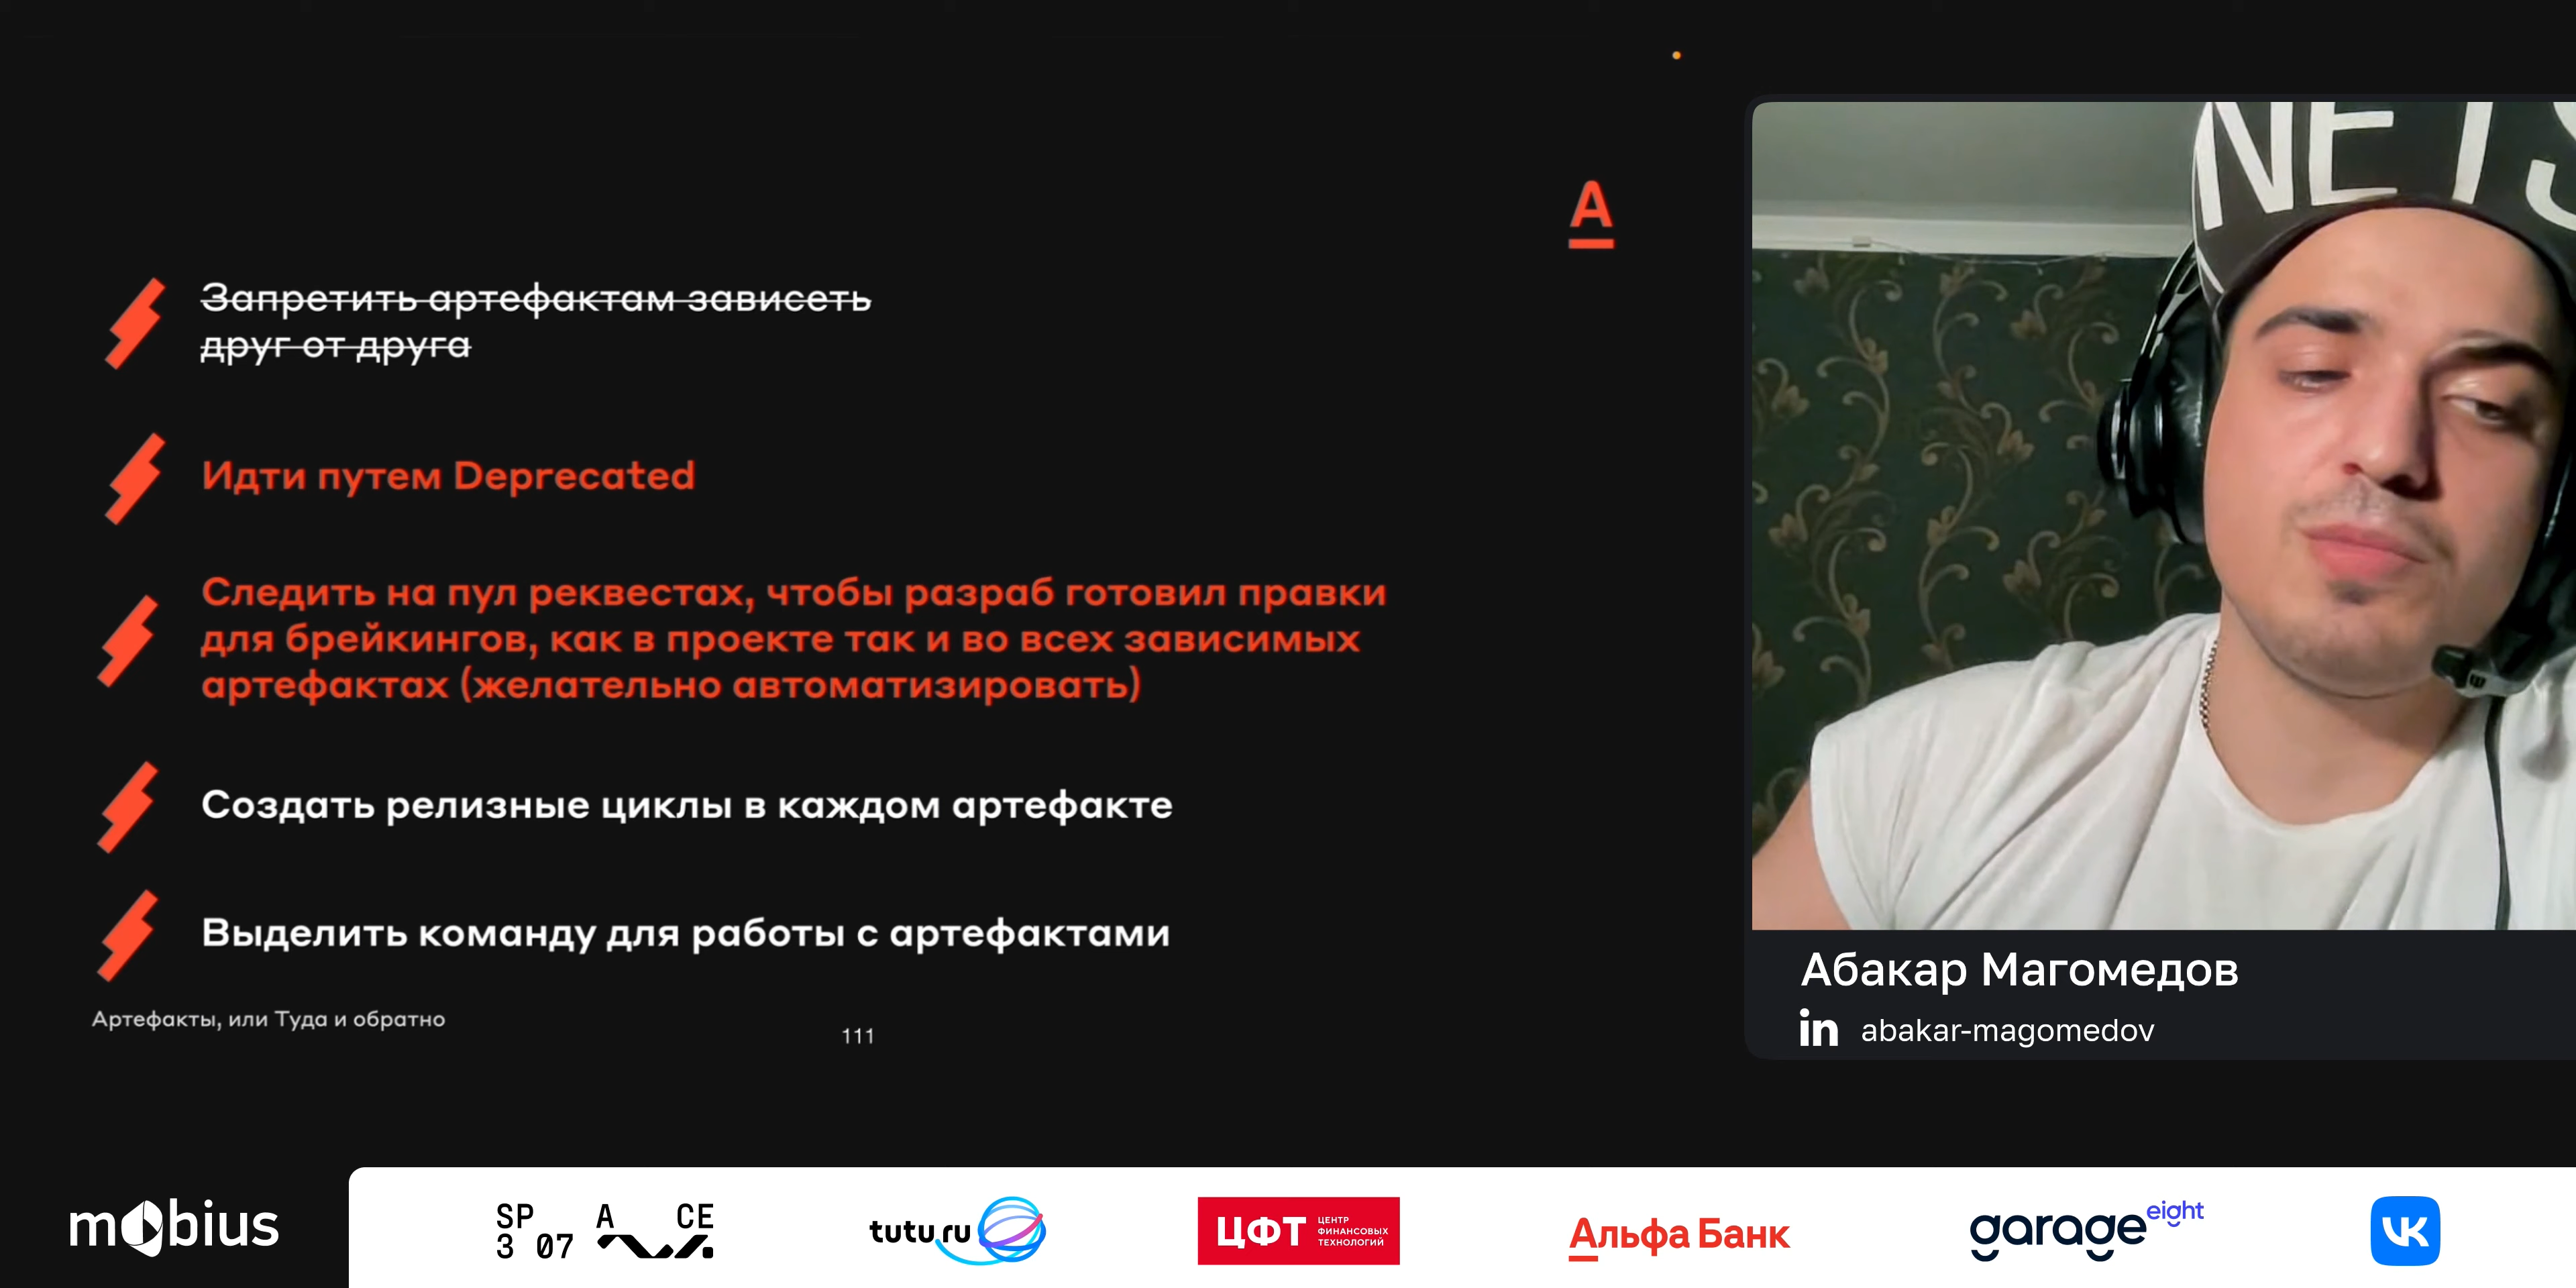 NETS
A
Запретить артефактам зависеть
друг от друга
Идти путем Deprecated
Следить на пул реквестах, чтобы разраб готовил правки
для брейкингов, как в проекте так и во всех зависимых
артефактах (желательно автоматизировать)
Создать релизные циклы в каждом артефакте
Выделить команду для работы с артефактами
Артефакты, или Туда и обратно
111
Абакар Магомедов
in abakar-magomedov
mobius
SP A CE
3 07
tutu.ru
ЦФТ
ЦЕНТР
ФИНАНСОВЫХ
ТЕХНОЛОГИЙ
Альфа Банк
garage eight
VK